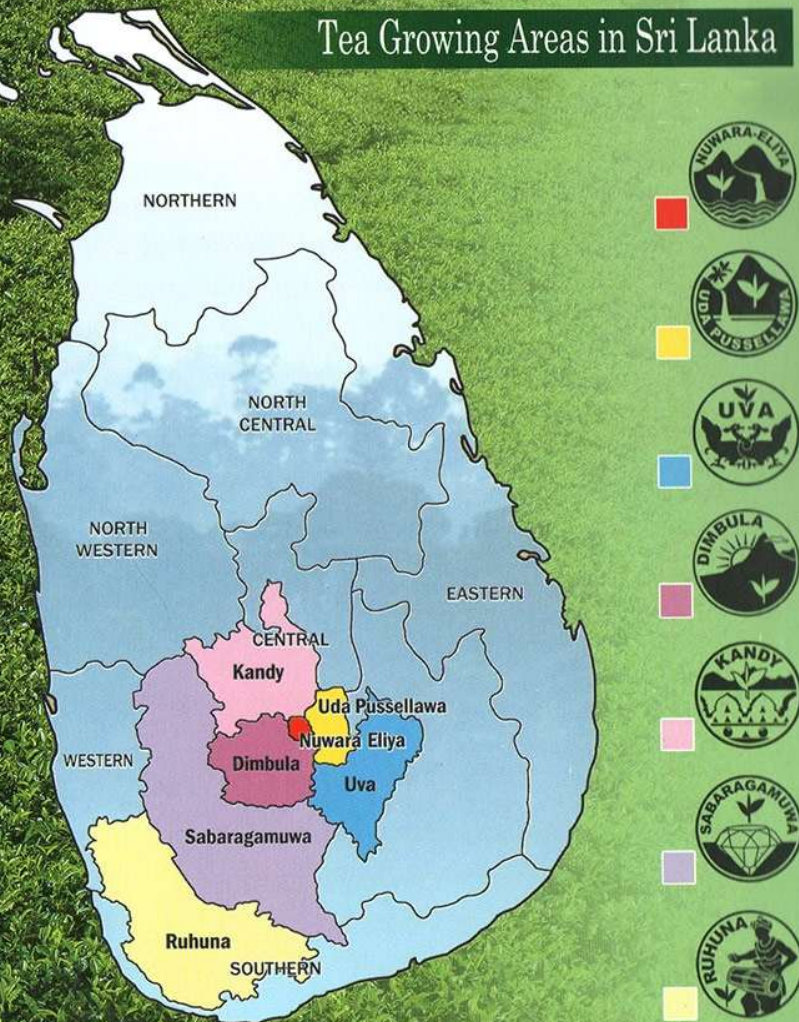 Tea Growing Areas in Sri Lanka
NUWARA-ELIYA
NORTHERN
UDA PUSSELLAWA
NORTH
CENTRAL
UVA
NORTH
WESTERN
DIMBULA
EASTERN
CENTRAL
Kandy
KANDY
Uda Pussellawa
Nuwara Eliya
WESTERN
Dimbula
Uva
SABARAGAMUWA
Sabaragamuwa
Ruhuna
SOUTHERN
RUHUNA